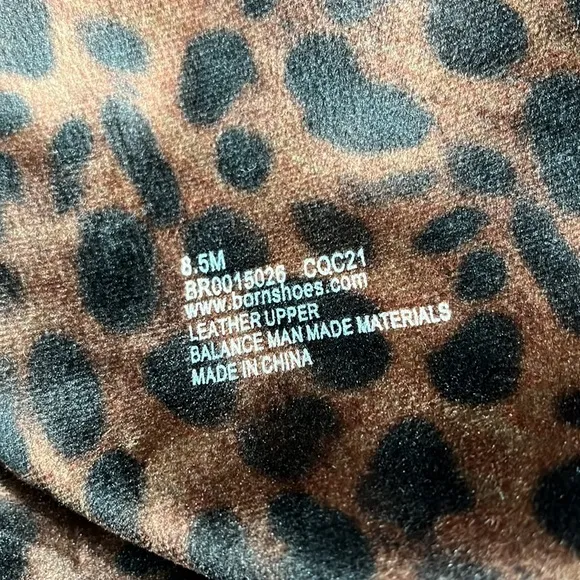 8.5M
BR0015026 CQC21
www.bornshoes.com
LEATHER UPPER
BALANCE MAN MADE MATERIALS
MADE IN CHINA